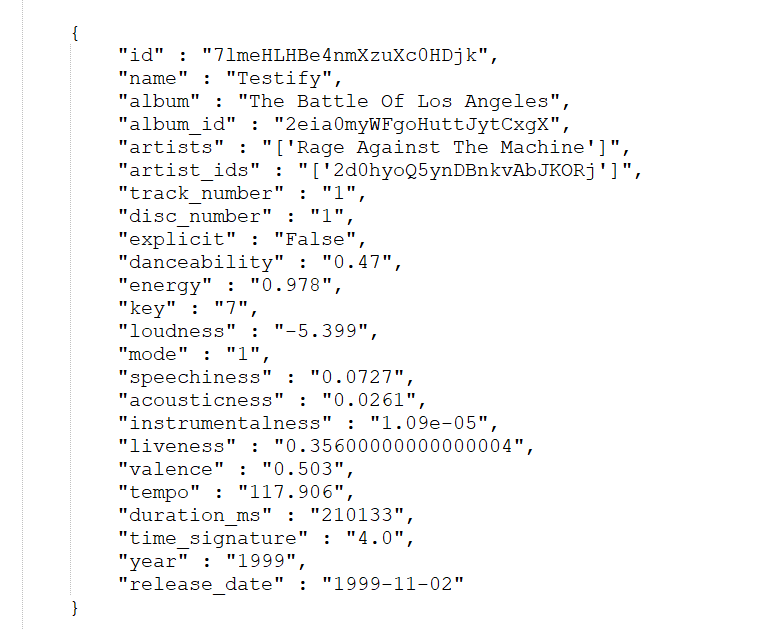 {
"id" : "7lmeHLHBe4nmXzuXc0HDjk",
"name" : "Testify",
"album" : "The Battle Of Los Angeles",
"album_id" : "2eia0myWFgoHuttJytCxgX",
"artists" : "['Rage Against The Machine']",
"artist_ids" : "['2d0hyoQ5ynDBnkvAbJKORj']",
"track_number" : "1",
"disc_number" : "1",
"explicit" : "False",
"danceability" : "0.47",
"energy" : "0.978",
"key" : "7",
"loudness" : "-5.399",
"mode" : "1",
"speechiness" : "0.0727",
"acousticness" : "0.0261",
"instrumentalness" : "1.09e-05",
"liveness" : "0.35600000000000004",
"valence" : "0.503",
"tempo" : "117.906",
"duration_ms" : "210133",
"time_signature" : "4.0",
"year" : "1999",
"release_date" : "1999-11-02"
}